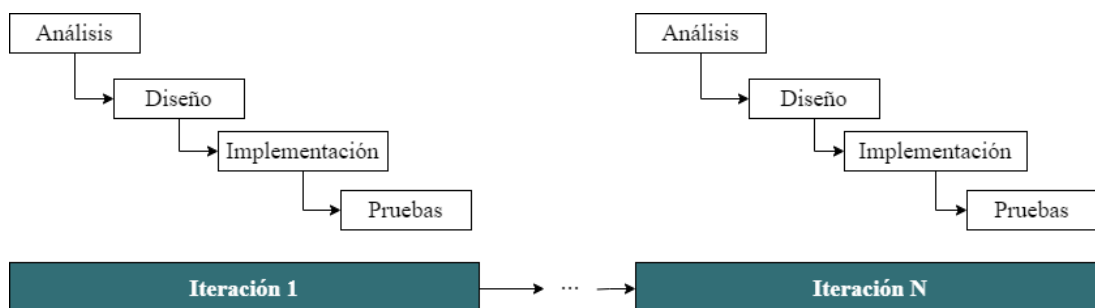 Análisis
Diseño
Implementación
Pruebas
Iteración 1
...
Análisis
Diseño
Implementación
Pruebas
Iteración N